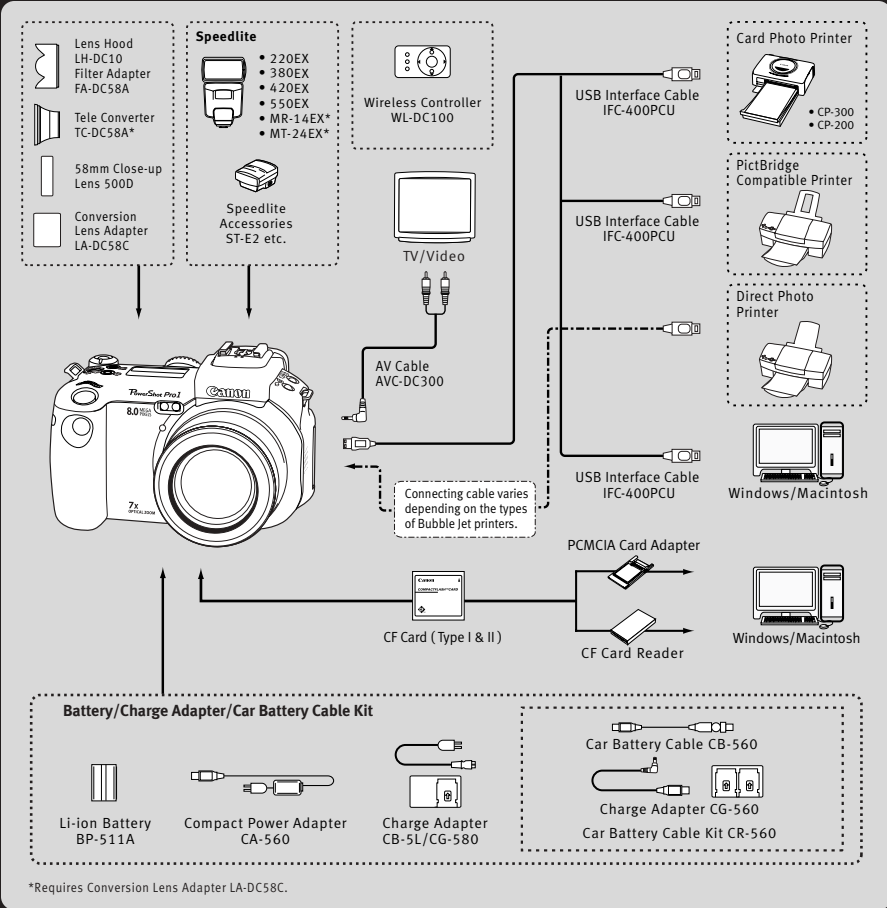 Lens Hood
LH-DC10
Filter Adapter
FA-DC58A
Tele Converter
TC-DC58A*
58mm Close-up
Lens 500D
Conversion
Lens Adapter
LA-DC58C
Speedlite
• 220EX
• 380EX
• 420EX
• 550EX
• MR-14EX*
• MT-24EX*
Speedlite
Accessories
ST-E2 etc.
Wireless Controller
WL-DC100
TV/Video
AV Cable
AVC-DC300
USB Interface Cable
IFC-400PCU
Card Photo Printer
• CP-300
• CP-200
USB Interface Cable
IFC-400PCU
PictBridge
Compatible Printer
Direct Photo
Printer
USB Interface Cable
IFC-400PCU
Windows/Macintosh
Connecting cable varies
depending on the types
of Bubble Jet printers.
Canon
PowerShot Pro1
8.0 MEGA
PIXELS
7x
OPTICAL ZOOM
PCMCIA Card Adapter
Canon
COMPACTFLASH CARD
CF Card (Type I & II)
CF Card Reader
Windows/Macintosh
Battery/Charge Adapter/Car Battery Cable Kit
Li-ion Battery
BP-511A
Compact Power Adapter
CA-560
Charge Adapter
CB-5L/CG-580
Car Battery Cable CB-560
Charge Adapter CG-560
Car Battery Cable Kit CR-560
*Requires Conversion Lens Adapter LA-DC58C.